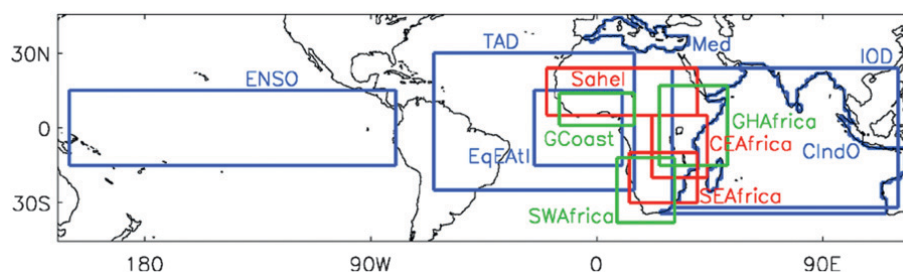 TAD
Med
IOD
30N
ENSO
Sahel
0
GCoast
GHAfrica
EqEAtl
CEAfrica
CIndO
30S
SEAfrica
SWAfrica
180
90W
0
90E